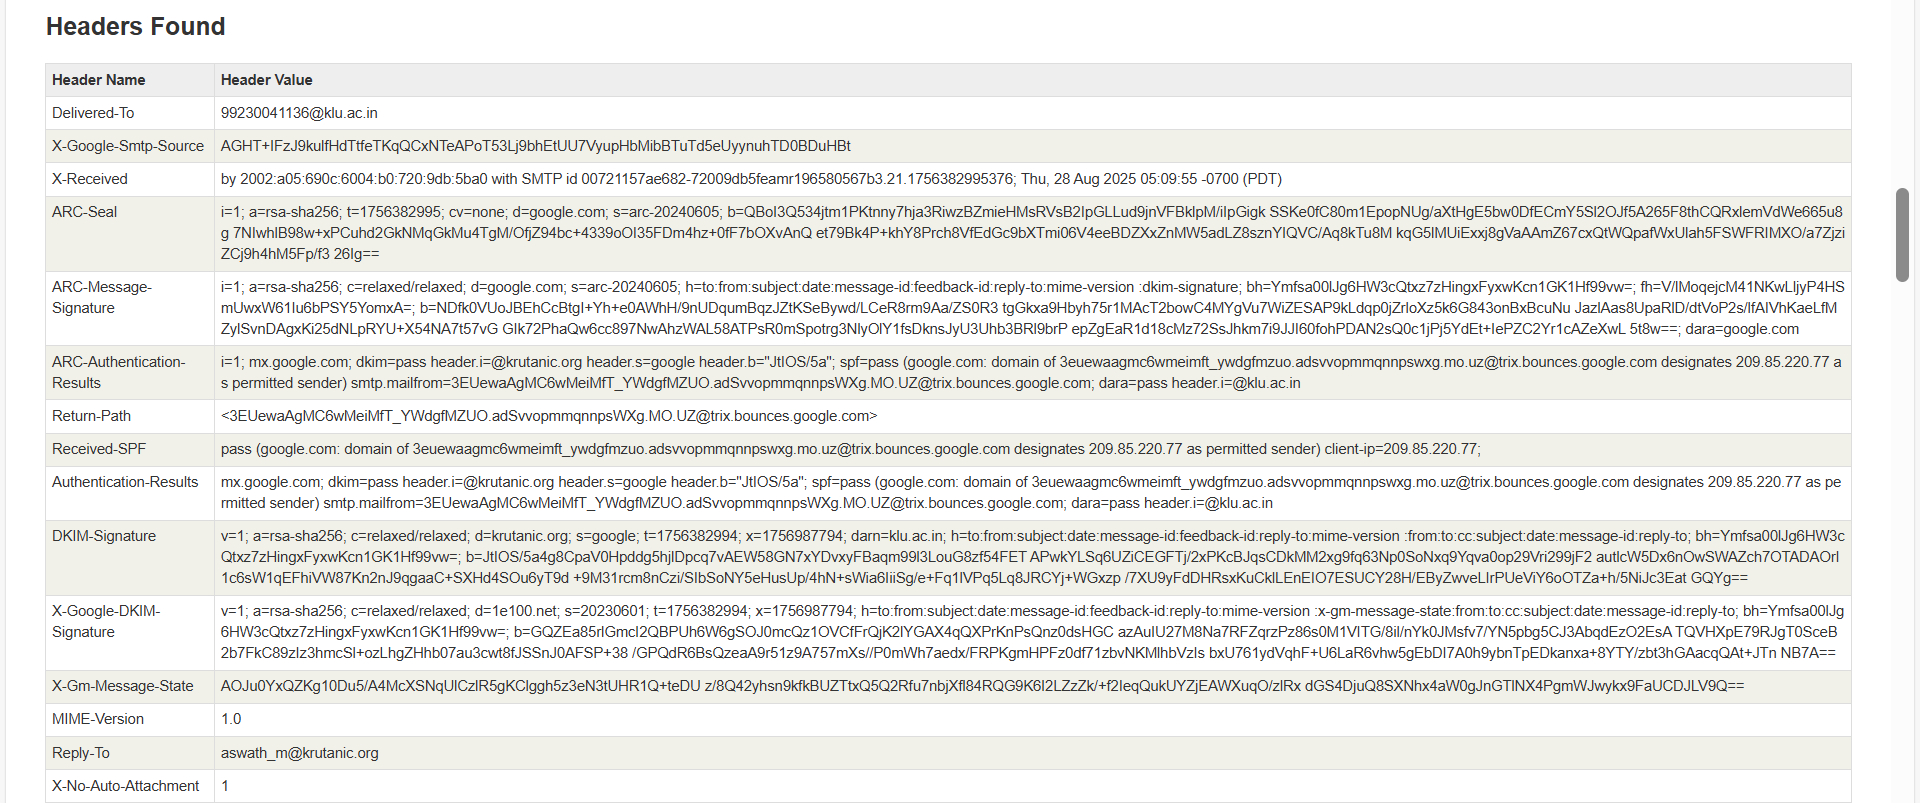 Headers Found
Header Name Header Value
Delivered-To 99230041136@klu.ac.in
X-Google-Smtp-Source AGHT+IFzJ9kulfHdTtfeTKqQCxNTeAPoT53Lj9bhEtUU7VyupHbMibBTuTd5eUyynuhTD0BDuHBt
X-Received by 2002:a05:690c:6004:b0:720:9db:5ba0 with SMTP id 00721157ae682-72009db5feamr196580567b3.21.1756382995376; Thu, 28 Aug 2025 05:09:55 -0700 (PDT)
ARC-Seal i=1; a=rsa-sha256; t=1756382995; cv=none; d=google.com; s=arc-20240605; b=QBoI3Q534jtm1PKtnny7hja3RiwzBZmieHMsRVsB2IpGLLud9jnVFBklpM/iIpGigk SSKe0fC80m1EpopNUg/aXtHgE5bw0DfECmY5Sl2OJf5A265F8thCQRxlemVdWe665u8
g 7NIwhIB98w+xPCuhd2GkNMqGkMu4TgM/OfjZ94bc+4339oOI35FDm4hz+0fF7bOXvAnQ et79Bk4P+khY8Prch8VfEdGc9bXTmi06V4eeBDZXxZnMW5adLZ8sznYIQVC/Aq8kTu8M kqG5IMUiExxj8gVaAAmZ67cxQtWQpafWxUlah5FSWFRIMXO/a7Zjzi
ZCj9h4hM5Fp/f3 26Ig==
ARC-Message- i=1; a=rsa-sha256; c=relaxed/relaxed; d=google.com; s=arc-20240605; h=to:from:subject:date:message-id:feedback-id:reply-to:mime-version :dkim-signature; bh=Ymfsa00lJg6HW3cQtxz7zHingxFyxwKcn1GK1Hf99vw=; fh=V/IMoqejcM41NKwLljyP4HS
Signature mUwxW61Iu6bPSY5YomxA=; b=NDfk0VUoJBEhCcBtgI+Yh+e0AWhH/9nUDqumBqzJZtKSeBywd/LCeR8rm9Aa/ZS0R3 tgGkxa9Hbyh75r1MAcT2bowC4MYgVu7WiZESAP9kLdqp0jZrloXz5k6G843onBxBcuNu JazlAas8UpaRlD/dtVoP2s/lfAlVhKaeLfM
ZylSvnDAgxKi25dNLpRYU+X54NA7t57vG GIk72PhaQw6cc897NwAhzWAL58ATPsR0mSpotrg3NlyOlY1fsDknsJyU3Uhb3BRI9brP epZgEaR1d18cMz72SsJhkm7i9JJI60fohPDAN2sQ0c1jPj5YdEt+IePZC2Yr1cAZeXwL 5t8w==; dara=google.com
ARC-Authentication- i=1; mx.google.com; dkim=pass header.i=@krutanic.org header.s=google header.b="JtIOS/5a"; spf=pass (google.com: domain of 3euewaagmc6wmeimft_ywdgfmzuo.adsvvopmmqnnpswxg.mo.uz@trix.bounces.google.com designates 209.85.220.77 a
Results s permitted sender) smtp.mailfrom=3EUewaAgMC6wMeiMfT_YWdgfMZUO.adSvvopmmqnnpsWXg.MO.UZ@trix.bounces.google.com; dara=pass header.i=@klu.ac.in
Return-Path <3EUewaAgMC6wMeiMfT_YWdgfMZUO.adSvvopmmqnnpsWXg.MO.UZ@trix.bounces.google.com>
Received-SPF pass (google.com: domain of 3euewaagmc6wmeimft_ywdgfmzuo.adsvvopmmqnnpswxg.mo.uz@trix.bounces.google.com designates 209.85.220.77 as permitted sender) client-ip=209.85.220.77;
Authentication-Results mx.google.com; dkim=pass header.i=@krutanic.org header.s=google header.b="JtIOS/5a"; spf=pass (google.com: domain of 3euewaagmc6wmeimft_ywdgfmzuo.adsvvopmmqnnpswxg.mo.uz@trix.bounces.google.com designates 209.85.220.77 as pe
rmitted sender) smtp.mailfrom=3EUewaAgMC6wMeiMfT_YWdgfMZUO.adSvvopmmqnnpsWXg.MO.UZ@trix.bounces.google.com; dara=pass header.i=@klu.ac.in
DKIM-Signature v=1; a=rsa-sha256; c=relaxed/relaxed; d=krutanic.org; s=google; t=1756382994; x=1756987794; darn=klu.ac.in; h=to:from:subject:date:message-id:feedback-id:reply-to:mime-version :from:to:cc:subject:date:message-id:reply-to; bh=Ymfsa00lJg6HW3c
Qtxz7zHingxFyxwKcn1GK1Hf99vw=; b=JtIOS/5a4g8CpaV0Hpddg5hjlDpcq7vAEW58GN7xYDvxyFBaqm99l3LouG8zf54FET APwkYLSq6UZiCEGFTj/2xPKcBJqsCDkMM2xg9fq63Np0SoNxq9Yqva0op29Vri299jF2 autlcW5Dx6nOwSWAZch7OTADAOrl
1c6sW1qEFhiVW87Kn2nJ9qgaaC+SXHd4SOu6yT9d +9M31rcm8nCzi/SIbSoNY5eHusUp/4hN+sWia6IiiSg/e+Fq1IVPq5Lq8JRCYj+WGxzp /7XU9yFdDHRsxKuCklLEnEIO7ESUCY28H/EByZwveLIrPUeViY6oOTZa+h/5NiJc3Eat GQYg==
X-Google-DKIM- v=1; a=rsa-sha256; c=relaxed/relaxed; d=1e100.net; s=20230601; t=1756382994; x=1756987794; h=to:from:subject:date:message-id:feedback-id:reply-to:mime-version :x-gm-message-state:from:to:cc:subject:date:message-id:reply-to; bh=Ymfsa00lJg
Signature 6HW3cQtxz7zHingxFyxwKcn1GK1Hf99vw=; b=GQZEa85rlGmcI2QBPUh6W6gSOJ0mcQz1OVCfFrQjK2lYGAX4qQXPrKnPsQnz0dsHGC azAuIU27M8Na7RFZqrzPz86s0M1VlTG/8il/nYk0JMsfv7/YN5pbg5CJ3AbqdEzO2EsA TQVHXpE79RJgT0SceB
2b7FkC89zIz3hmcSl+ozLhgZHhb07au3cwt8fJSSnJ0AFSP+38 /GPQdR6BsQzeaA9r51z9A757mXs//P0mWh7aedx/FRPKgmHPFz0df71zbvNKMlhbVzIs bxU761ydVqhF+U6LaR6vhw5gEbDI7A0h9ybnTpEDkanxa+8YTY/zbt3hGAacqQAt+JTn NB7A==
X-Gm-Message-State AOJu0YxQZKg10Du5/A4McXSNqUlCzlR5gKClggh5z3eN3tUHR1Q+teDU z/8Q42yhsn9kfkBUZTtxQ5Q2Rfu7nbjXfl84RQG9K6I2LZzZk/+f2IeqQukUYZjEAWXuqO/zlRx dGS4DjuQ8SXNhx4aW0gJnGTlNX4PgmWJwykx9FaUCDJLV9Q==
MIME-Version 1.0
Reply-To aswath_m@krutanic.org
X-No-Auto-Attachment 1